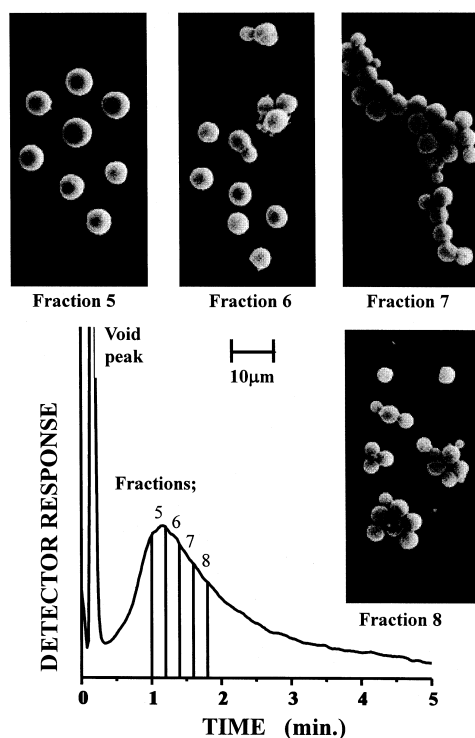 Fraction 5
Fraction 6
Fraction 7
Void
peak
10μm
Fractions;
5
6
7
8
Fraction 8
DETECTOR RESPONSE
0
1
2
3
4
5
TIME (min.)